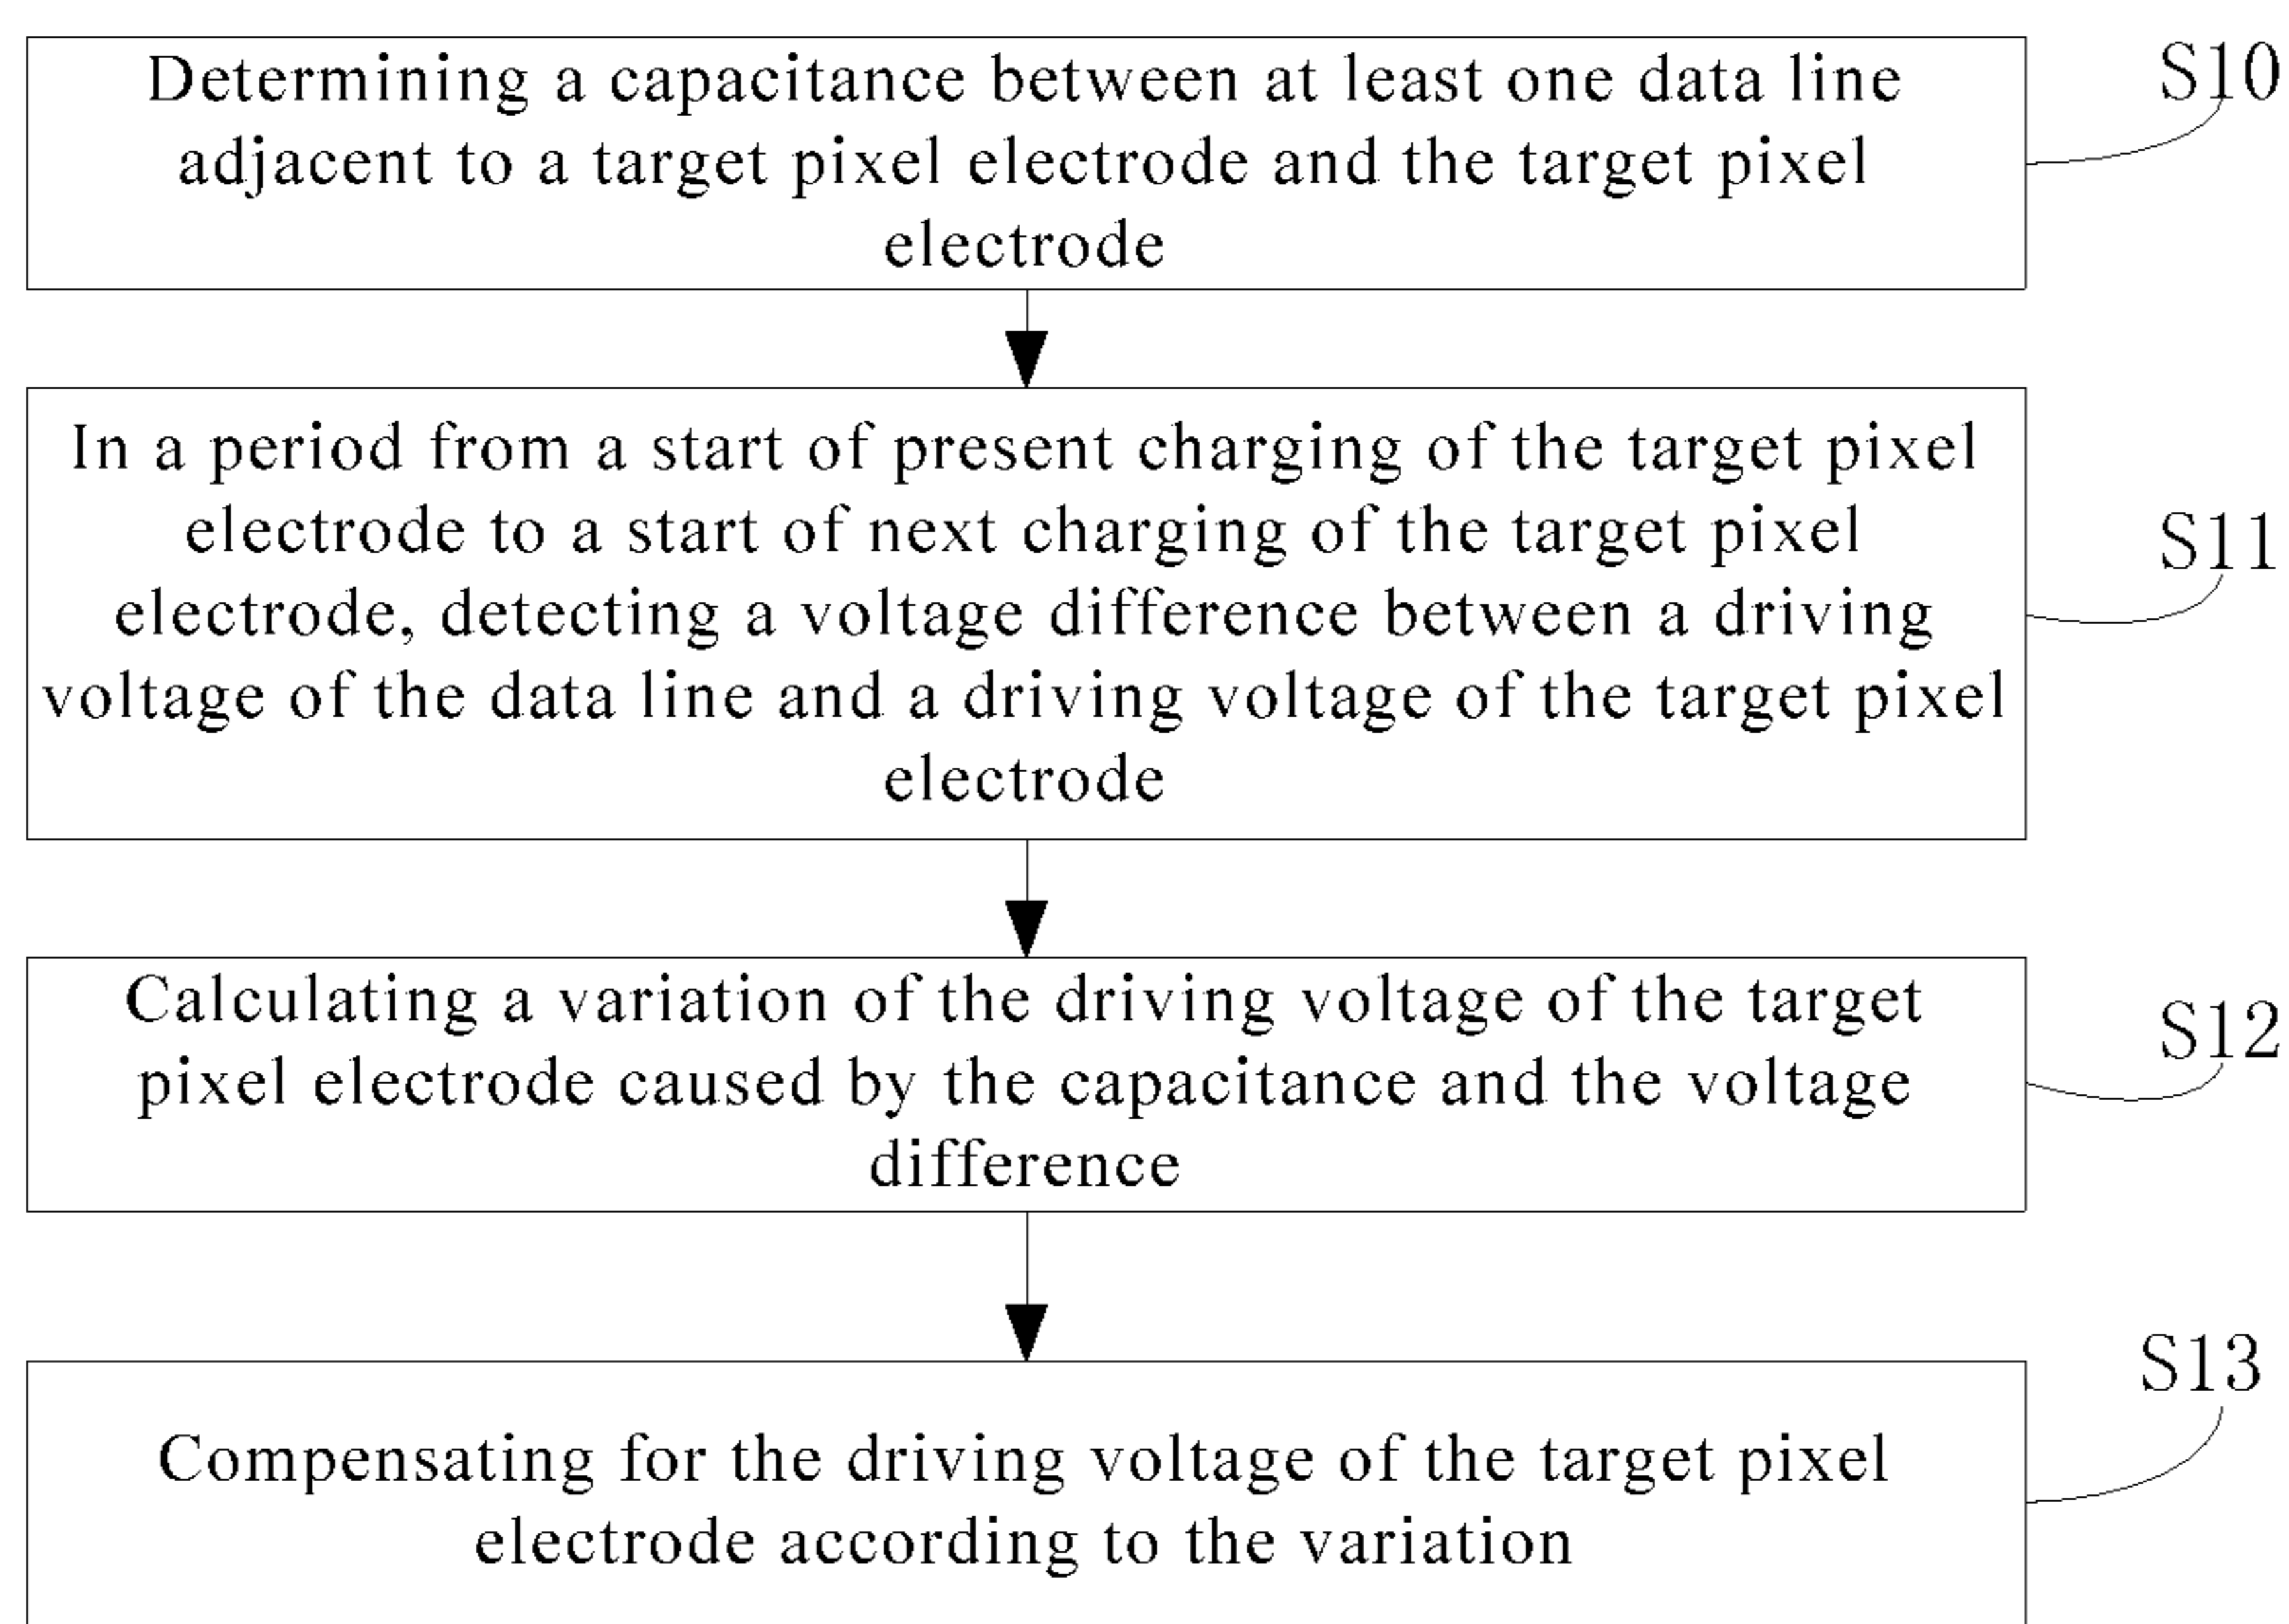 Determining a capacitance between at least one data line
adjacent to a target pixel electrode and the target pixel
electrode
S10
In a period from a start of present charging of the target pixel
electrode to a start of next charging of the target pixel
electrode, detecting a voltage difference between a driving
voltage of the data line and a driving voltage of the target pixel
electrode
S11
Calculating a variation of the driving voltage of the target
pixel electrode caused by the capacitance and the voltage
difference
S12
Compensating for the driving voltage of the target pixel
electrode according to the variation
S13